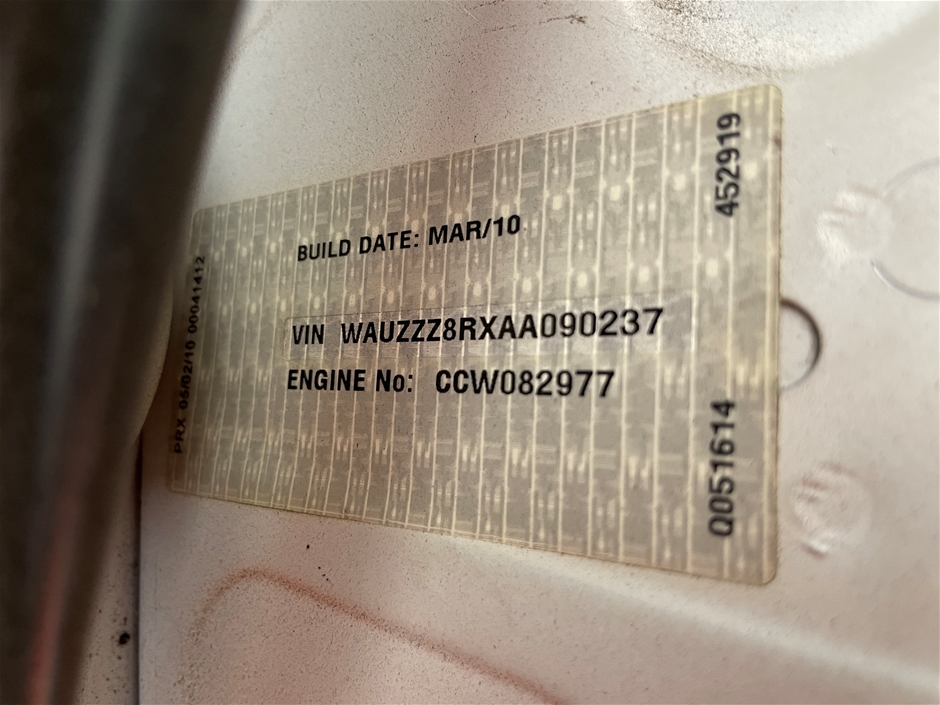 BUILD DATE: MAR/10
VIN WAUZZZ8RXAA090237
ENGINE No: CCW082977
PRX 05/02/10 00041412
452919
Q051614